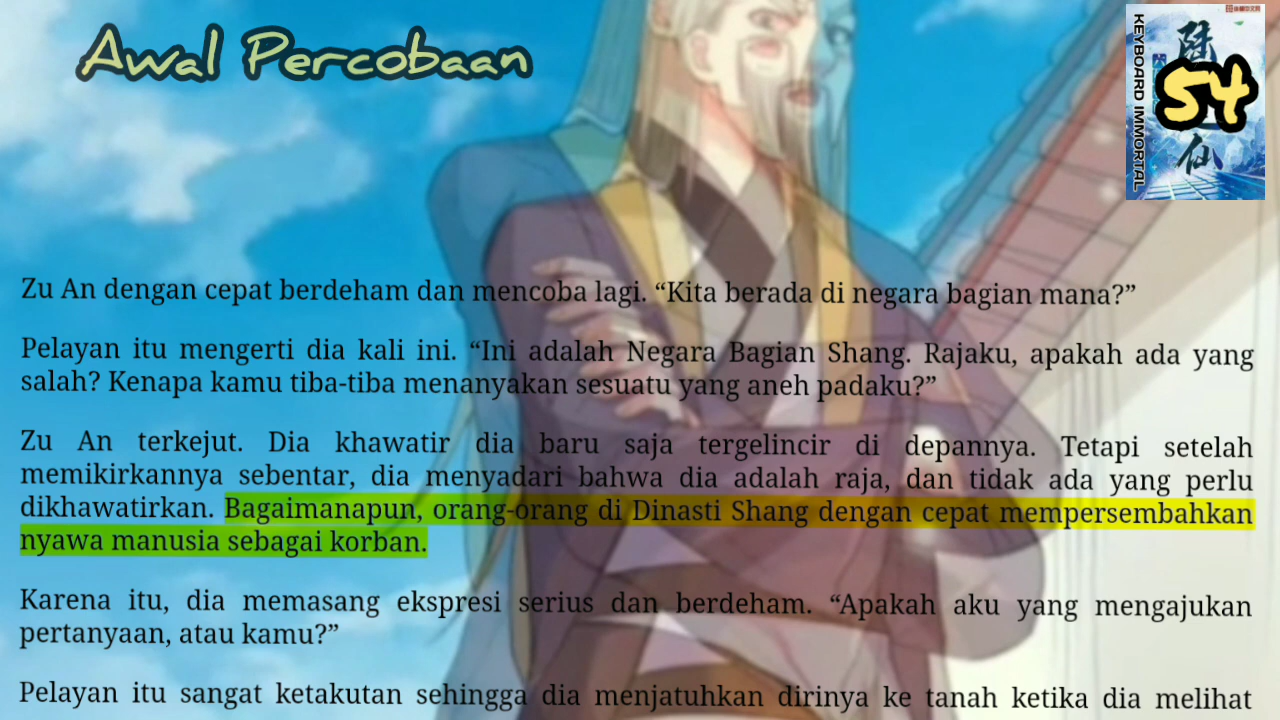 Awal Percobaan
KEYBOARD IMMORTAL
54
仙
Zu An dengan cepat berdeham dan mencoba lagi. “Kita berada di negara bagian mana?”
Pelayan itu mengerti dia kali ini. “Ini adalah Negara Bagian Shang. Rajaku, apakah ada yang
salah? Kenapa kamu tiba-tiba menanyakan sesuatu yang aneh padaku?”
Zu An terkejut. Dia khawatir dia baru saja tergelincir di depannya. Tetapi setelah
memikirkannya sebentar, dia menyadari bahwa dia adalah raja, dan tidak ada yang perlu
dikhawatirkan. Bagaimanapun, orang-orang di Dinasti Shang dengan cepat mempersembahkan
nyawa manusia sebagai korban.
Karena itu, dia memasang ekspresi serius dan berdeham. “Apakah aku yang mengajukan
pertanyaan, atau kamu?”
Pelayan itu sangat ketakutan sehingga dia menjatuhkan dirinya ke tanah ketika dia melihat